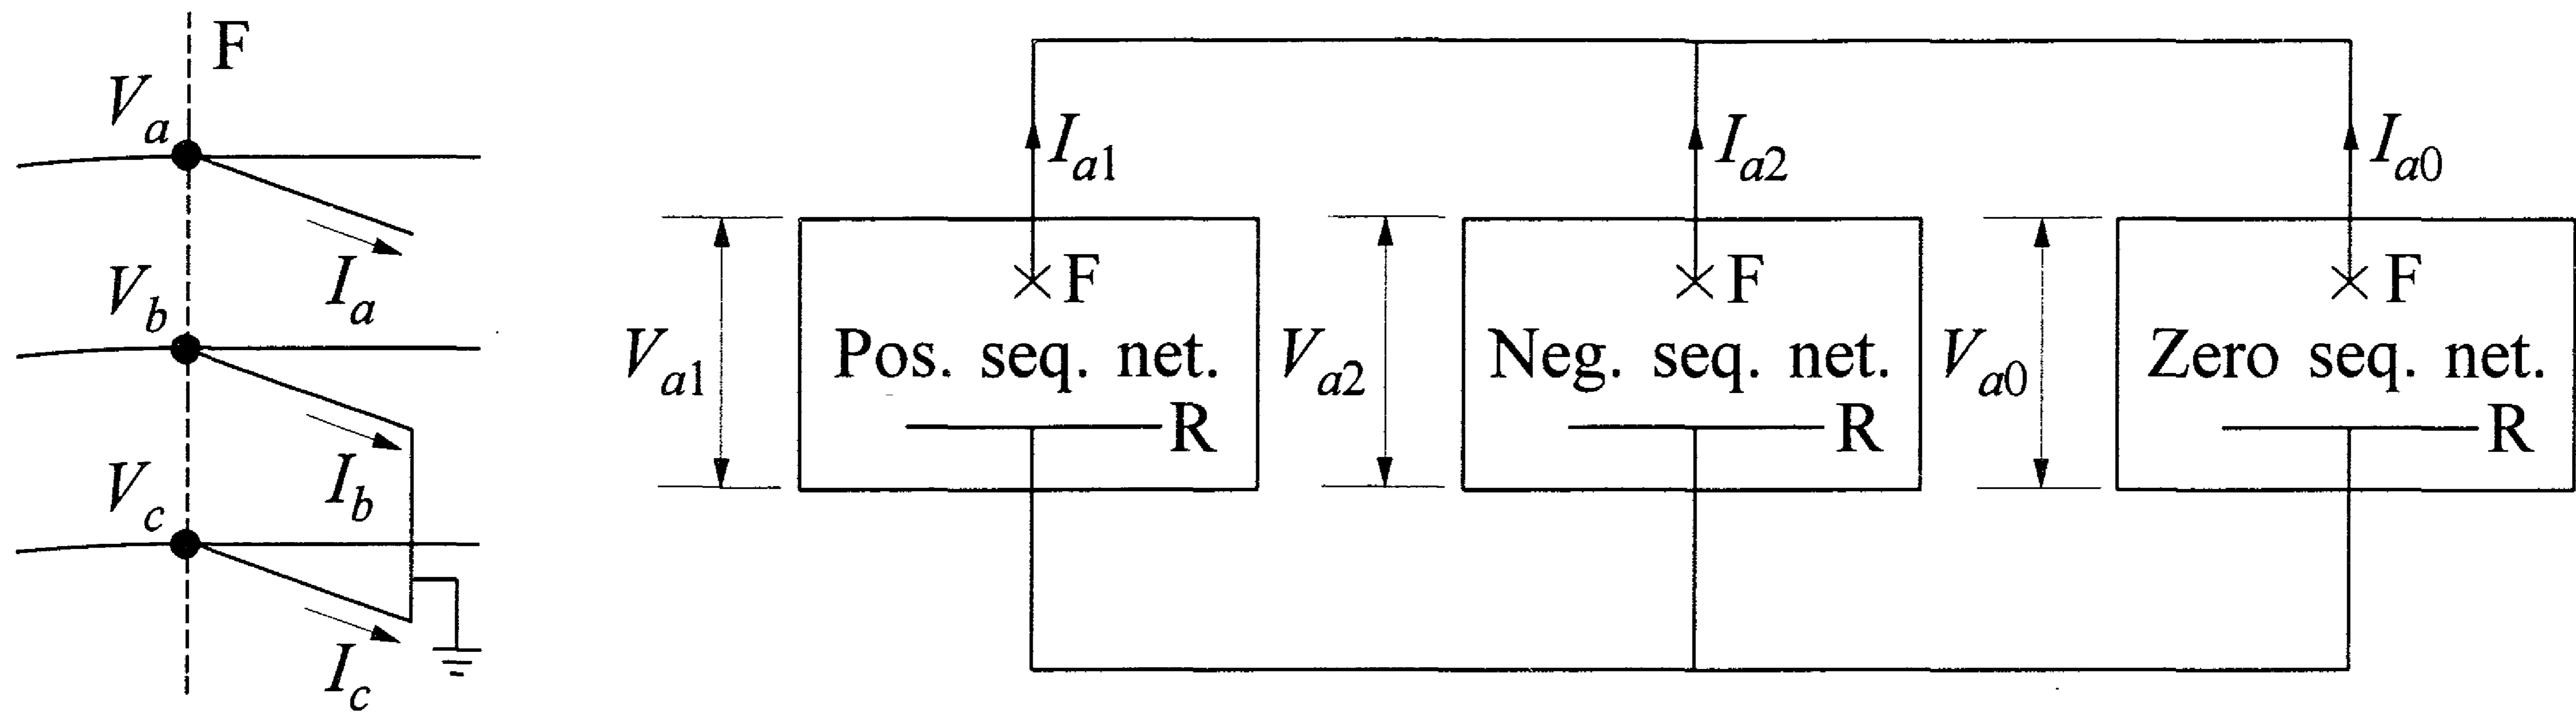 F
Va
Ia
Vb
Ib
Vc
Ic
Ia1
Ia2
Ia0
Va1
F
Pos. seq. net.
R
Va2
F
Neg. seq. net.
R
Va0
F
Zero seq. net.
R